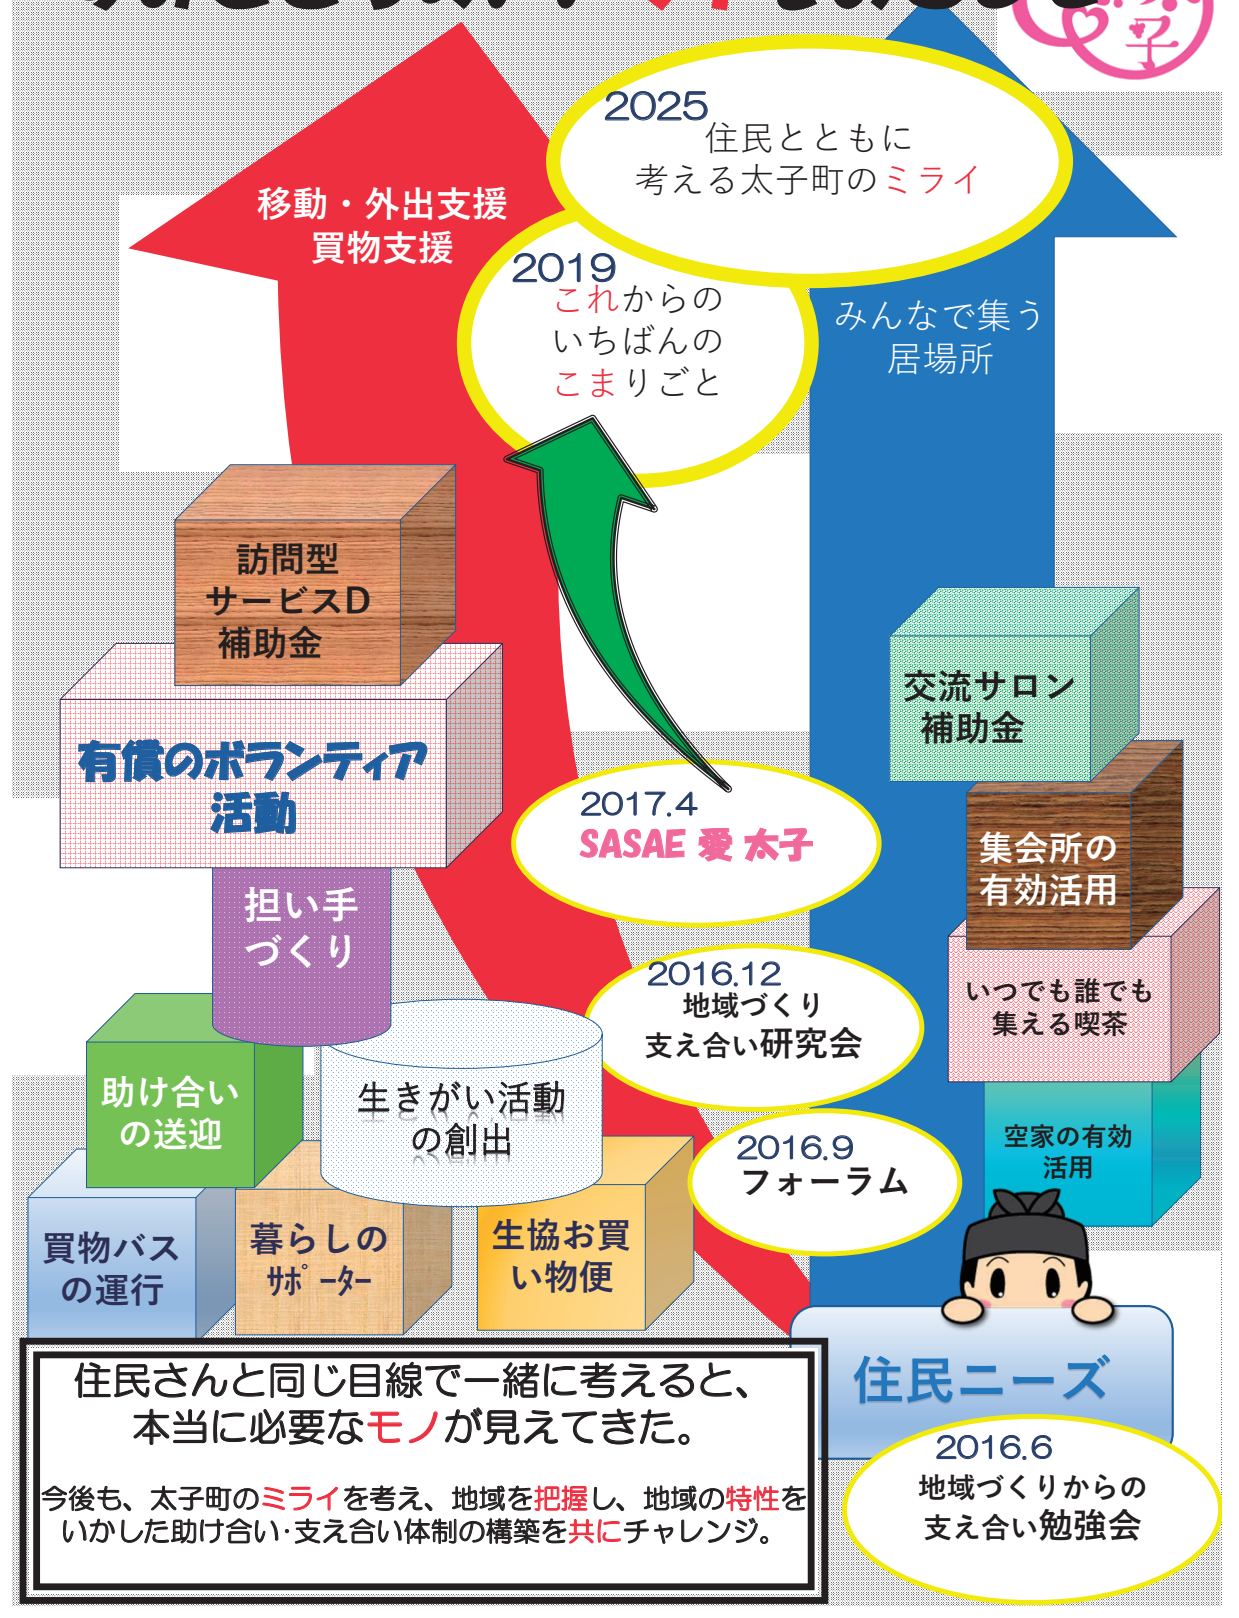 2025
住民とともに
考える太子町のミライ
移動・外出支援
買物支援
2019
これからの
いちばんの
こまりごと
みんなで集う
居場所
訪問型
サービスD
補助金
有償のボランティア
活動
担い手
づくり
助け合い
の送迎
生きがい活動
の創出
買物バス
の運行
暮らしの
ｻﾎﾟｰﾀｰ
生協お買
い物便
2017.4
SASAE 愛 太子
2016.12
地域づくり
支え合い研究会
2016.9
フォーラム
交流サロン
補助金
集会所の
有効活用
いつでも誰でも
集える喫茶
空家の有効
活用
住民ニーズ
2016.6
地域づくりからの
支え合い勉強会
住民さんと同じ目線で一緒に考えると、
本当に必要なモノが見えてきた。
今後も、太子町のミライを考え、地域を把握し、地域の特性を
いかした助け合い･支え合い体制の構築を共にチャレンジ。